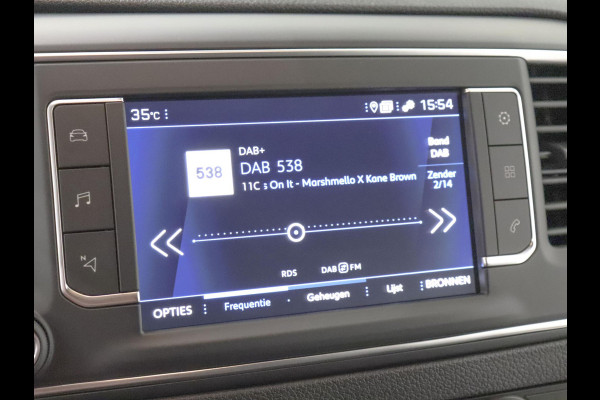 35°C
15:54
DAB+
Band
DAB
538
DAB 538
11C s On It - Marshmello X Kane Brown
Zender
2/14
RDS
DAB FM
OPTIES
Frequentie
Geheugen
Lijst
BRONNEN
N